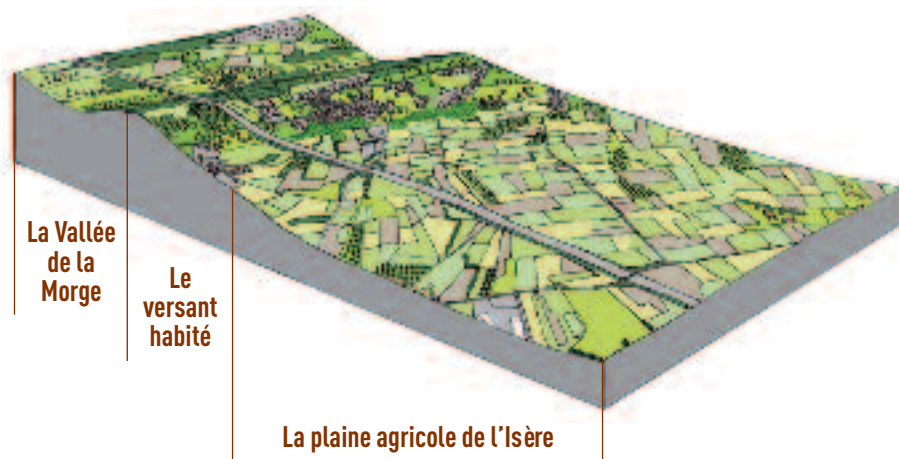 La Vallée
de la
Morge
Le
versant
habité
La plaine agricole de l'Isère